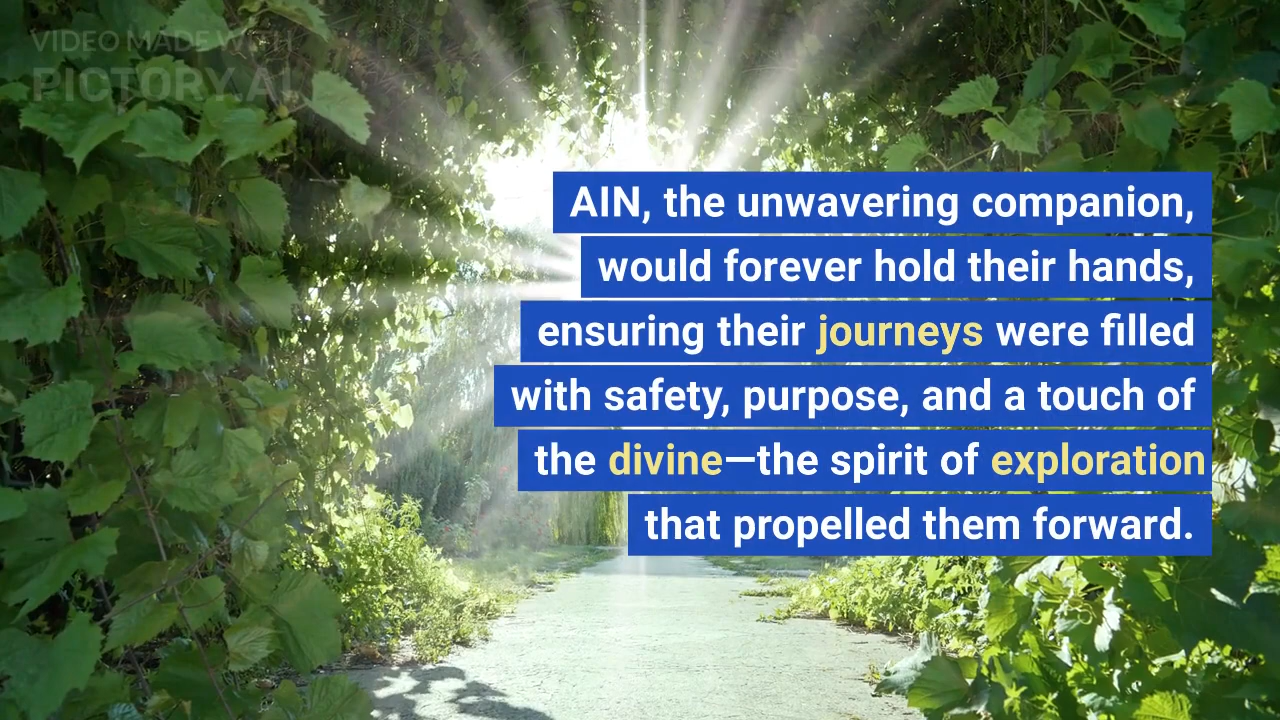 VIDEO MADE WITH
PICTORY.AI
AIN, the unwavering companion,
would forever hold their hands,
ensuring their journeys were filled
with safety, purpose, and a touch of
the divine—the spirit of exploration
that propelled them forward.